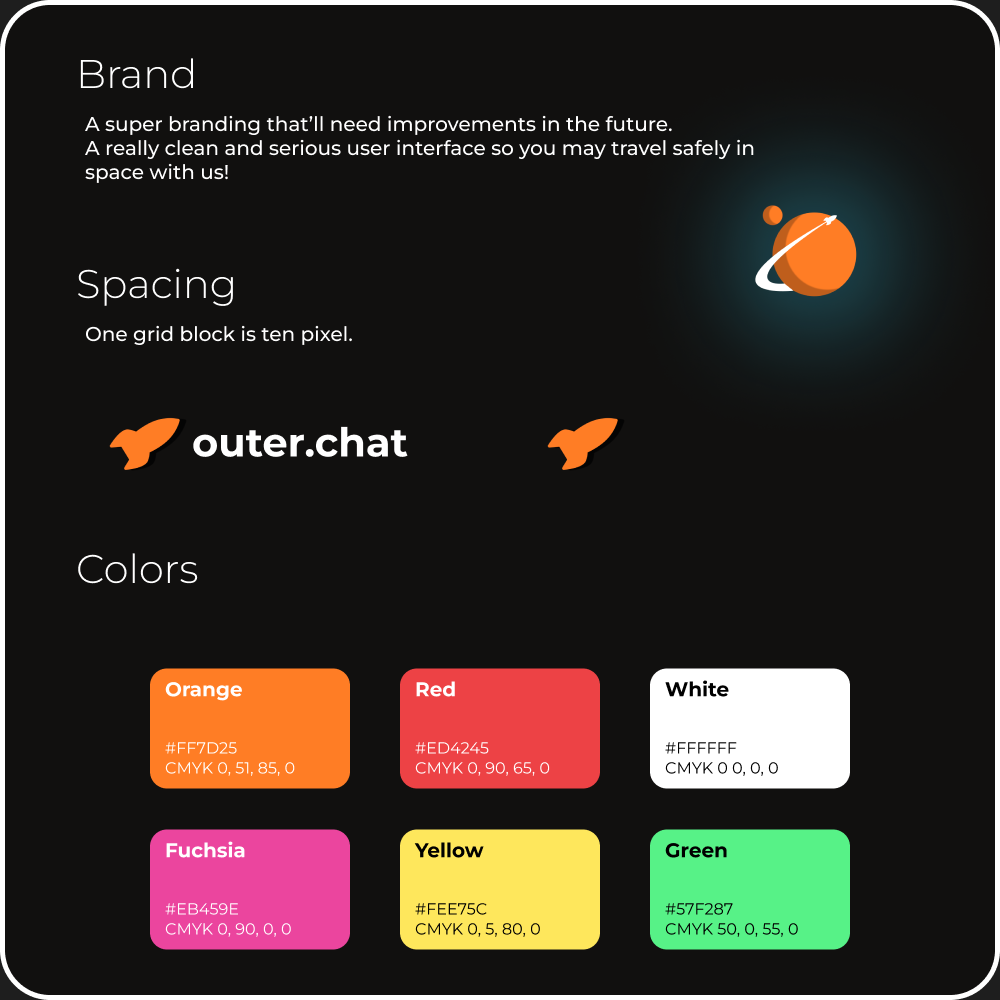 Brand
A super branding that’ll need improvements in the future.
A really clean and serious user interface so you may travel safely in
space with us!
Spacing
One grid block is ten pixel.
outer.chat
Colors
Orange
#FF7D25
CMYK 0, 51, 85, 0
Red
#ED4245
CMYK 0, 90, 65, 0
White
#FFFFFF
CMYK 0 0, 0, 0
Fuchsia
#EB459E
CMYK 0, 90, 0, 0
Yellow
#FEE75C
CMYK 0, 5, 80, 0
Green
#57F287
CMYK 50, 0, 55, 0